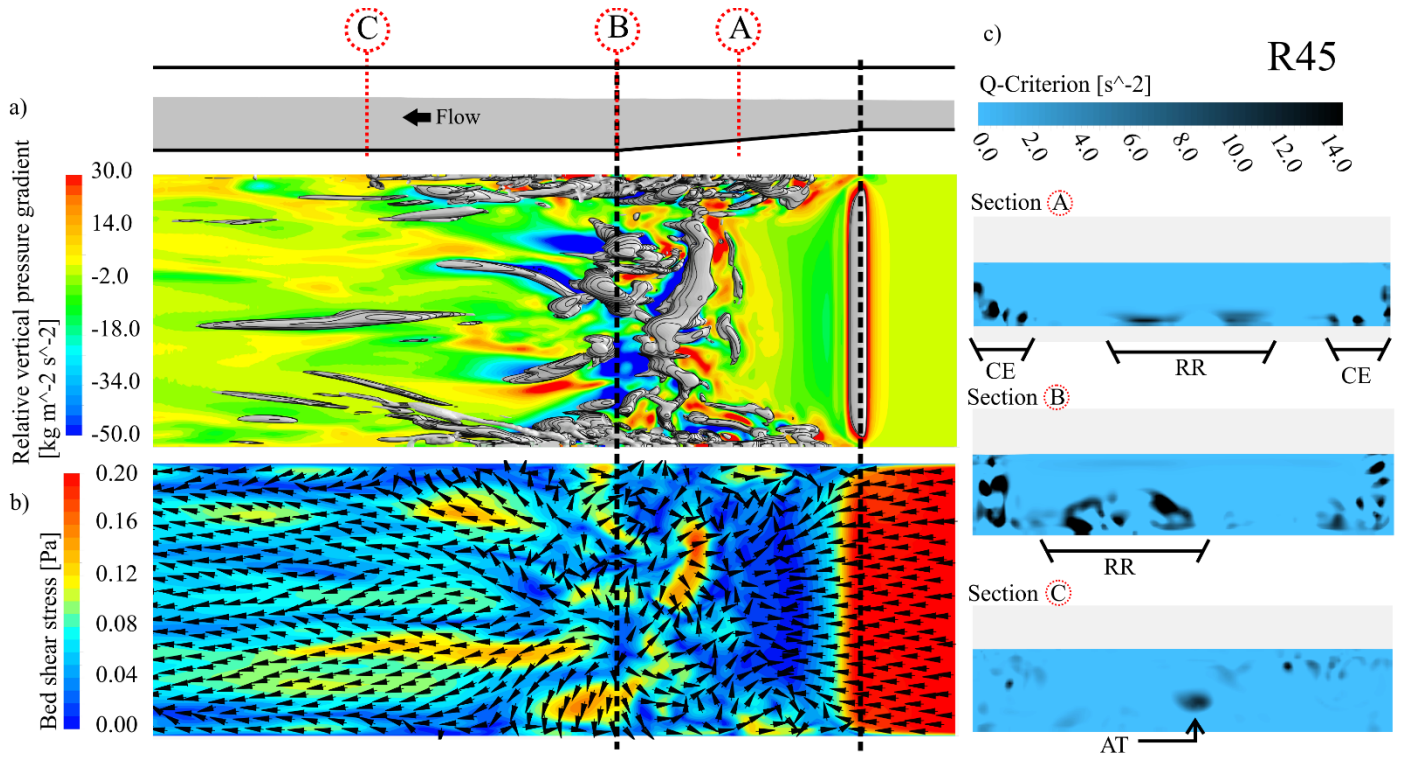 C
B
A
c)
R45
Q-Criterion [s^-2]
0.0
2.0
4.0
6.0
8.0
10.0
12.0
14.0
a)
Flow
Relative vertical pressure gradient
[kg m^-2 s^-2]
30.0
14.0
-2.0
-18.0
-34.0
-50.0
Section A
CE
RR
CE
Section B
RR
b)
Bed shear stress [Pa]
0.20
0.16
0.12
0.08
0.04
0.00
Section C
AT